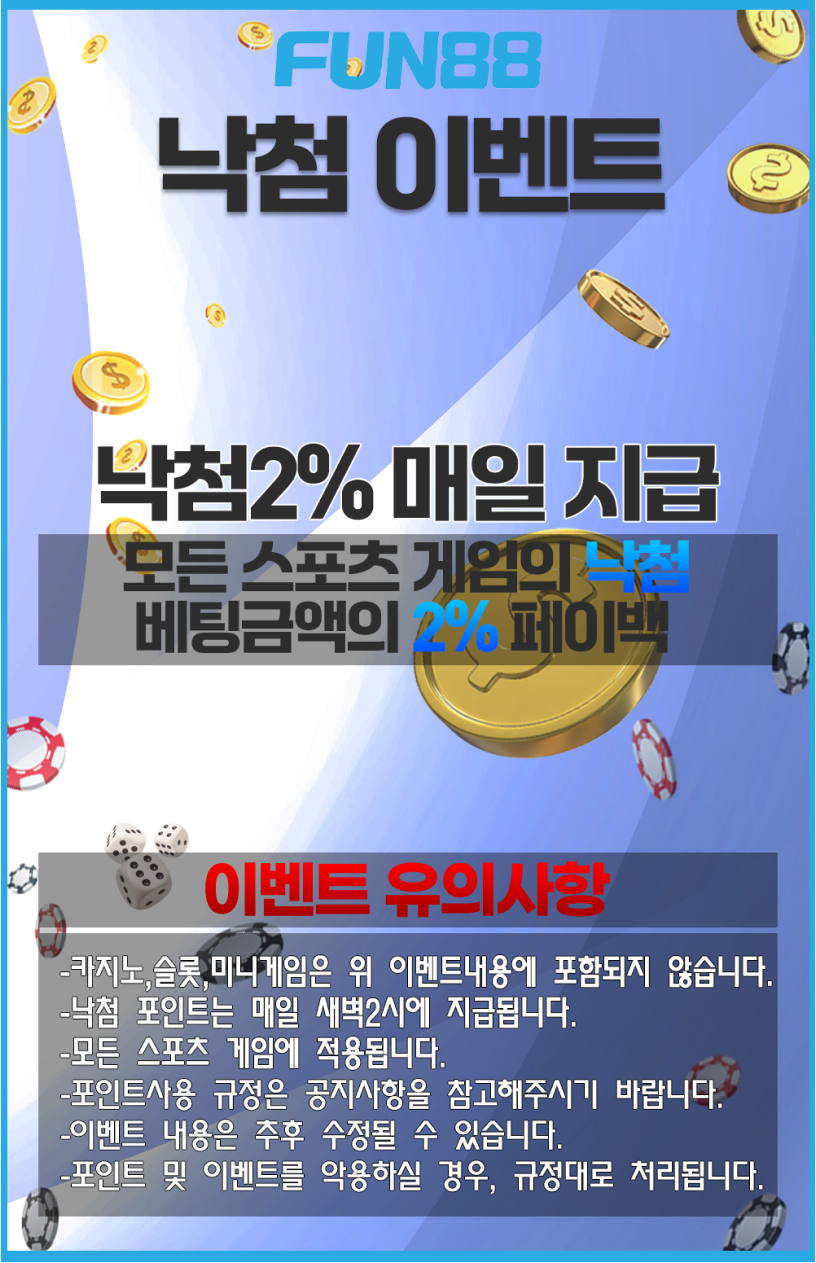 FUN88
낙첨 이벤트
낙첨2% 매일 지급
모든 스포츠 게임의 낙첨
베팅금액의 2% 페이백
이벤트 유의사항
-카지노,슬롯,미니게임은 위 이벤트내용에 포함되지 않습니다.
-낙첨 포인트는 매일 새벽2시에 지급됩니다.
-모든 스포츠 게임에 적용됩니다.
-포인트사용 규정은 공지사항을 참고해주시기 바랍니다.
-이벤트 내용은 추후 수정될 수 있습니다.
-포인트 및 이벤트를 악용하실 경우, 규정대로 처리됩니다.